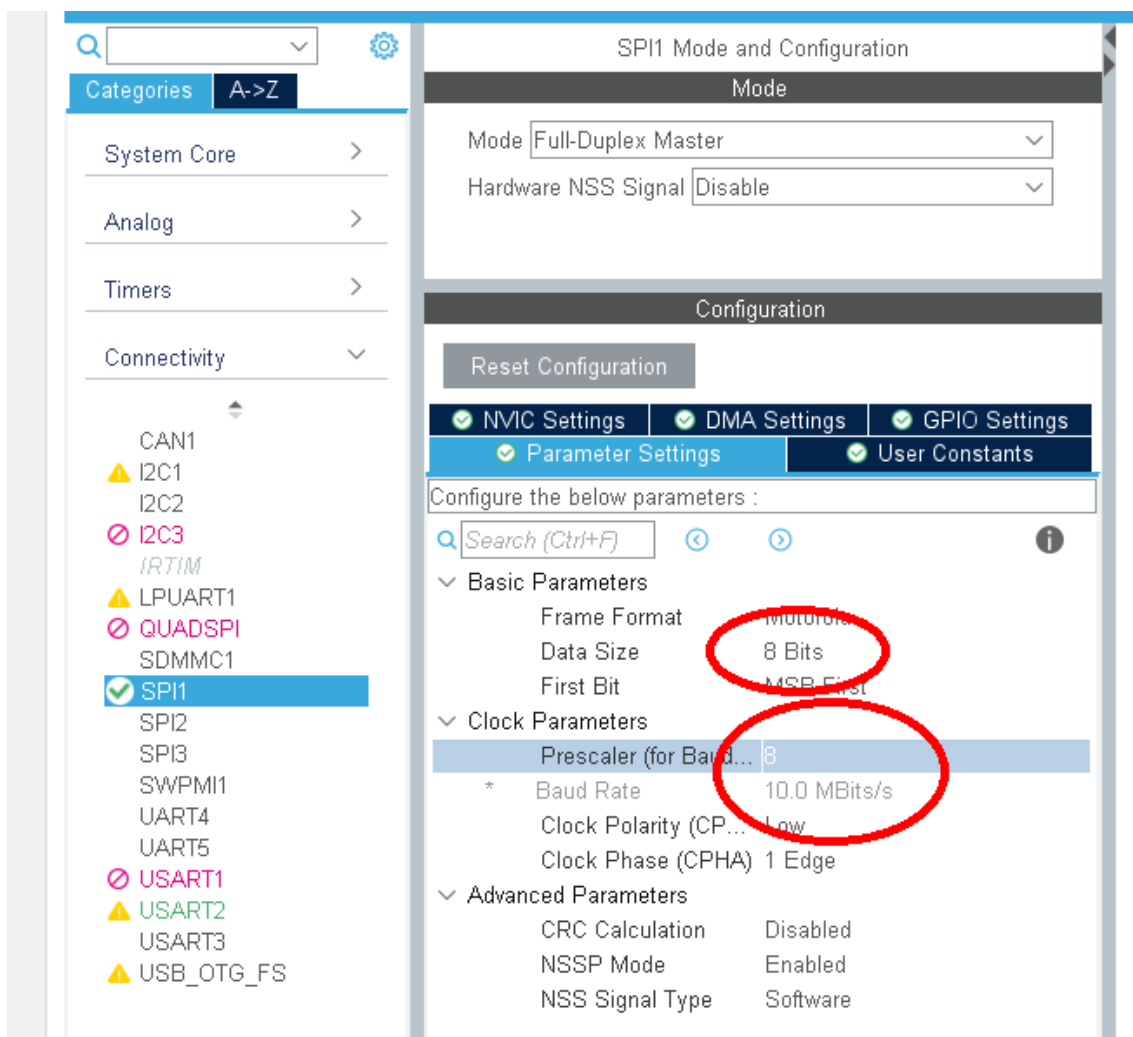 Categories
A->Z
System Core
Analog
Timers
Connectivity
CAN1
I2C1
I2C2
I2C3
IRTIM
LPUART1
QUADSPI
SDMMC1
SPI1
SPI2
SPI3
SWPMI1
UART4
UART5
USART1
USART2
USART3
USB_OTG_FS
SPI1 Mode and Configuration
Mode
Mode Full-Duplex Master
Hardware NSS Signal Disable
Configuration
Reset Configuration
NVIC Settings
DMA Settings
GPIO Settings
Parameter Settings
User Constants
Configure the below parameters :
Search (Ctrl+F)
Basic Parameters
Frame Format Motorola
Data Size 8 Bits
First Bit MSB First
Clock Parameters
Prescaler (for Baud... 8
* Baud Rate 10.0 MBits/s
Clock Polarity (CP... Low
Clock Phase (CPHA) 1 Edge
Advanced Parameters
CRC Calculation Disabled
NSSP Mode Enabled
NSS Signal Type Software